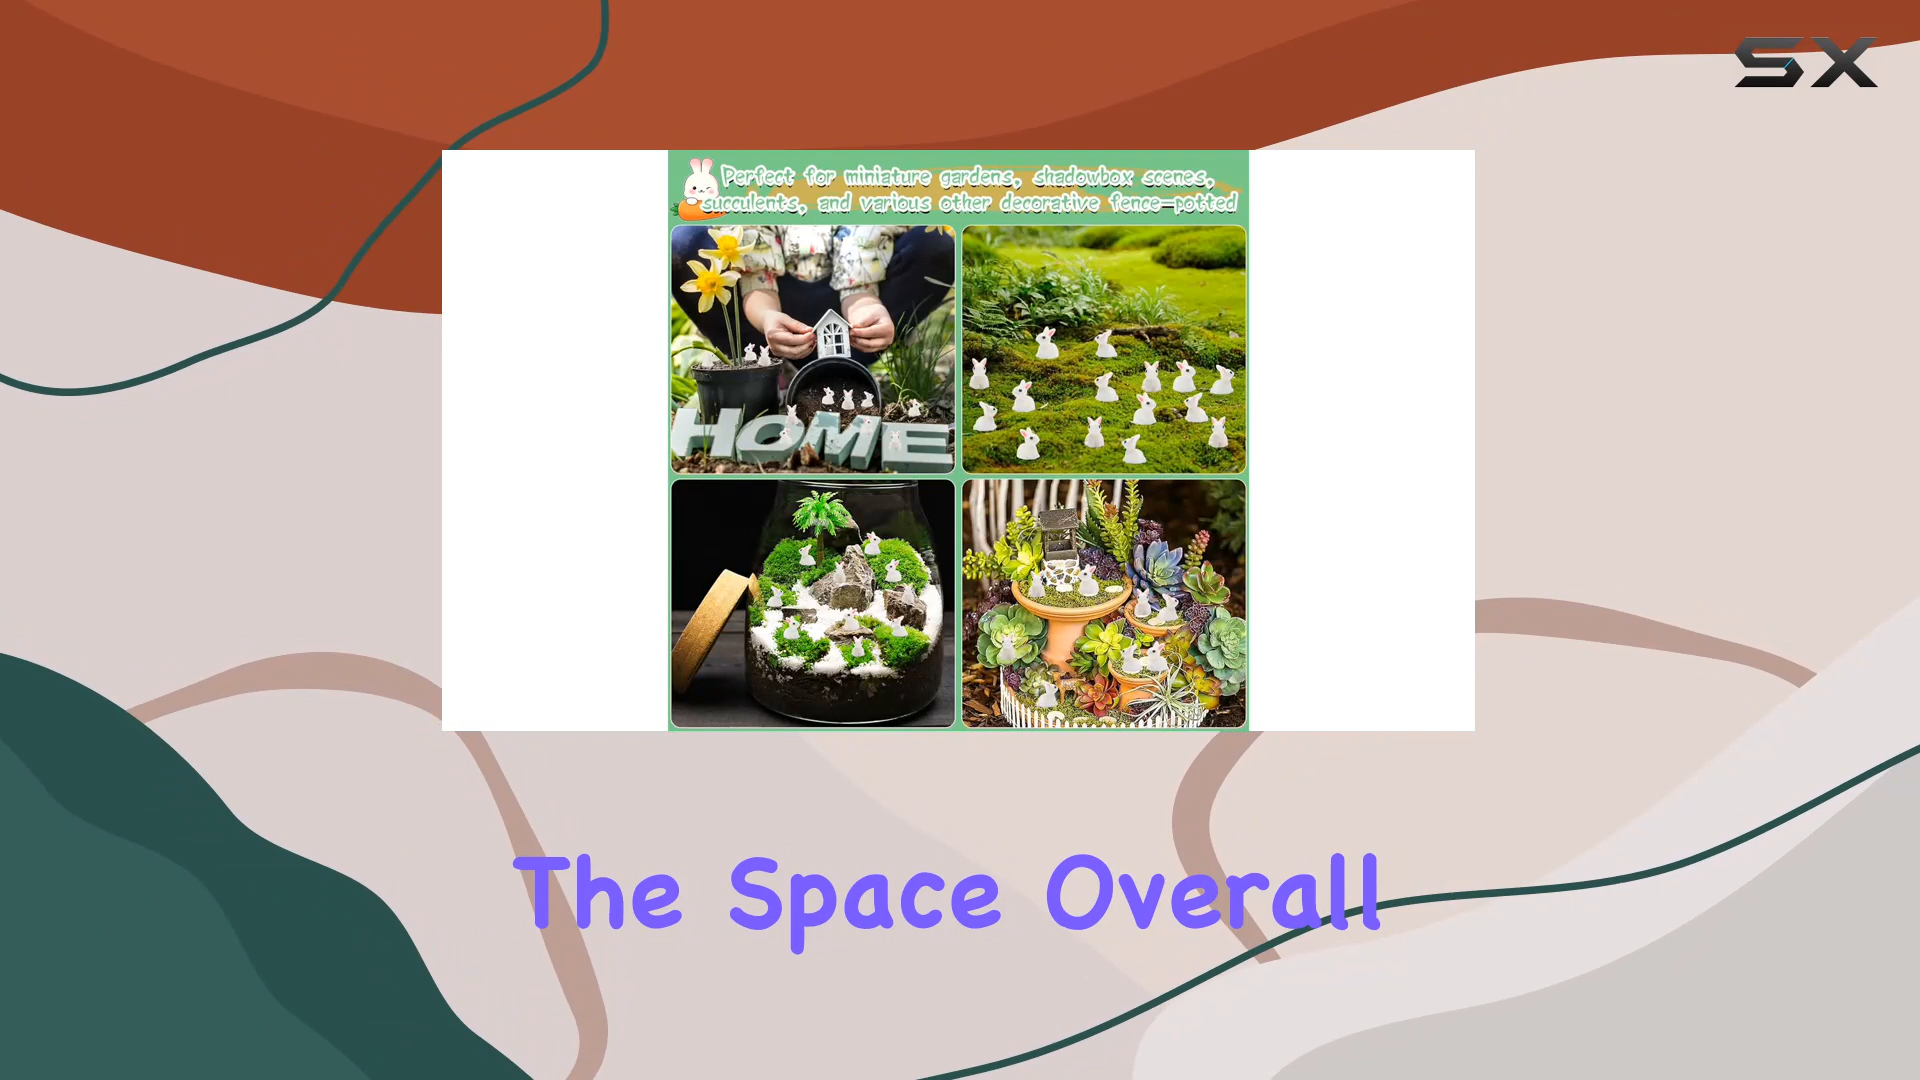 SX
Perfect for miniature gardens, shadowbox scenes,
succulents, and various other decorative fence-potted
HOME
The Space Overall